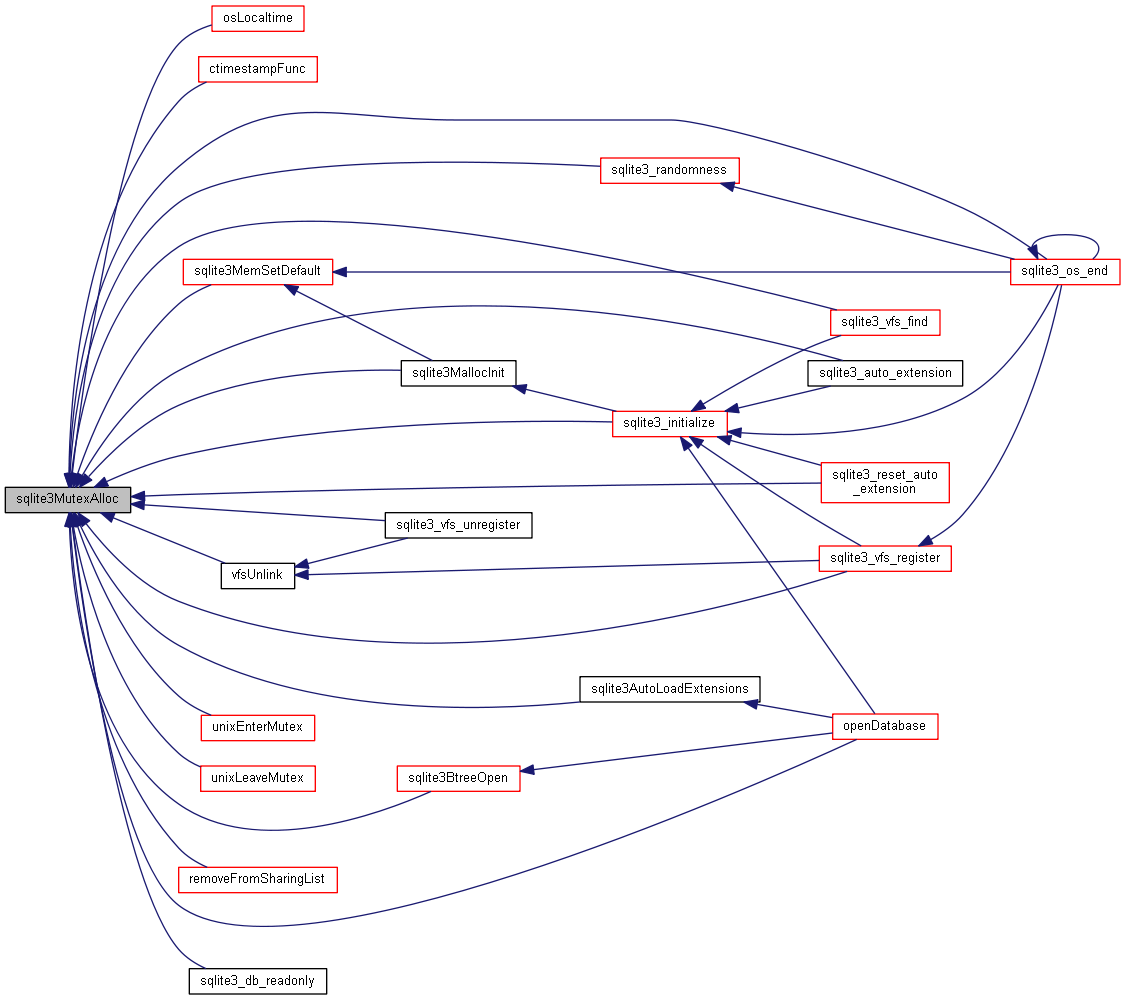 osLocaltime
ctimestampFunc
sqlite3_randomness
sqlite3MemSetDefault
sqlite3_os_end
sqlite3_vfs_find
sqlite3MallocInit
sqlite3_auto_extension
sqlite3_initialize
sqlite3_reset_auto
_extension
sqlite3MutexAlloc
sqlite3_vfs_unregister
sqlite3_vfs_register
vfsUnlink
sqlite3AutoLoadExtensions
unixEnterMutex
openDatabase
unixLeaveMutex
sqlite3BtreeOpen
removeFromSharingList
sqlite3_db_readonly